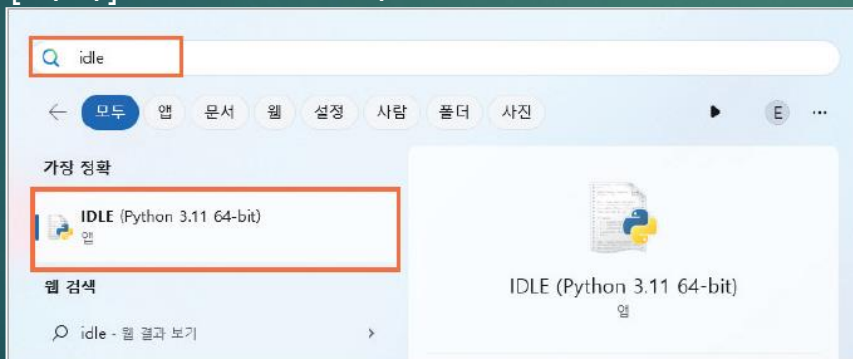 idle
모두 앱 문서 웹 설정 사람 폴더 사진 E ...
가장 정확
IDLE (Python 3.11 64-bit)
앱
웹 검색
idle - 웹 결과 보기
IDLE (Python 3.11 64-bit)
앱